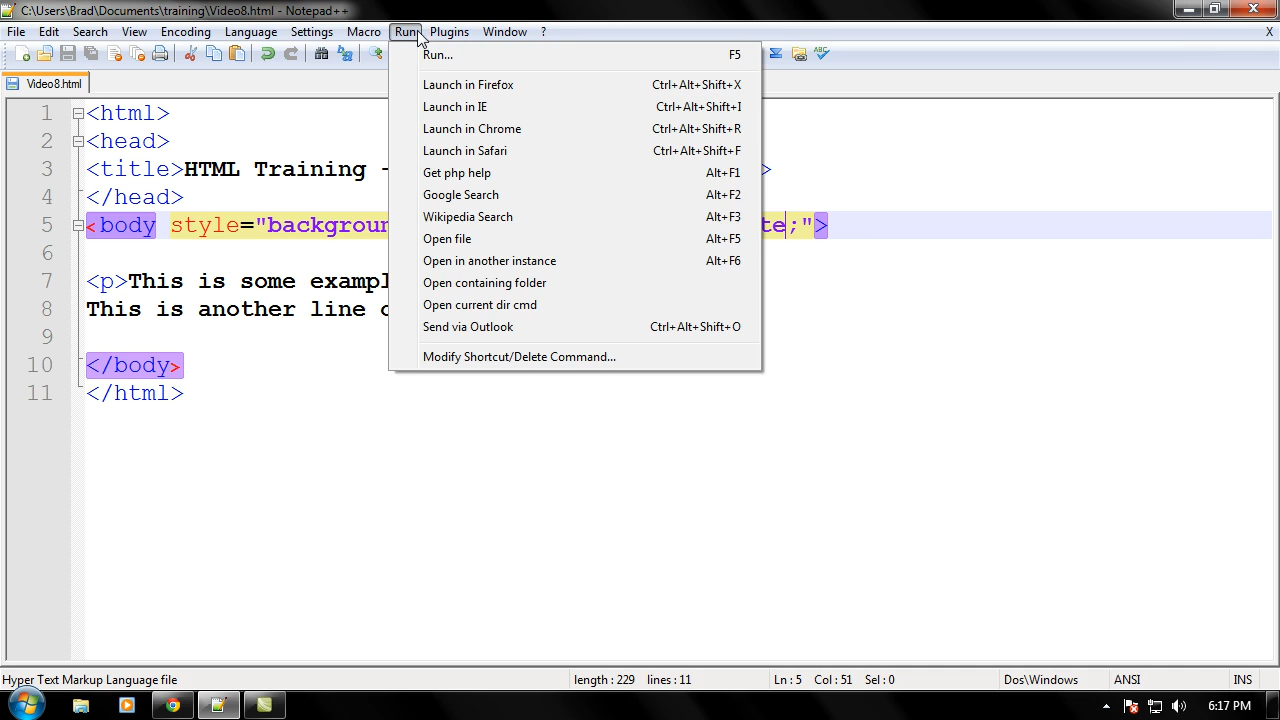 C:\Users\Brad\Documents\training\Video8.html - Notepad++
File Edit Search View Encoding Language Settings Macro Run Plugins Window ? X
Video8.html
Run... F5
Launch in Firefox Ctrl+Alt+Shift+X
Launch in IE Ctrl+Alt+Shift+I
Launch in Chrome Ctrl+Alt+Shift+R
Launch in Safari Ctrl+Alt+Shift+F
Get php help Alt+F1
Google Search Alt+F2
Wikipedia Search Alt+F3
Open file Alt+F5
Open in another instance Alt+F6
Open containing folder
Open current dir cmd
Send via Outlook Ctrl+Alt+Shift+O
Modify Shortcut/Delete Command...
1 <html>
2 <head>
3 <title>HTML Training - >
4 </head>
5 <body style="backgroun te;">
6
7 <p>This is some exampl
8 This is another line
9
10 </body>
11 </html>
Hyper Text Markup Language file length : 229 lines : 11 Ln : 5 Col : 51 Sel : 0 Dos\Windows ANSI INS
6:17 PM